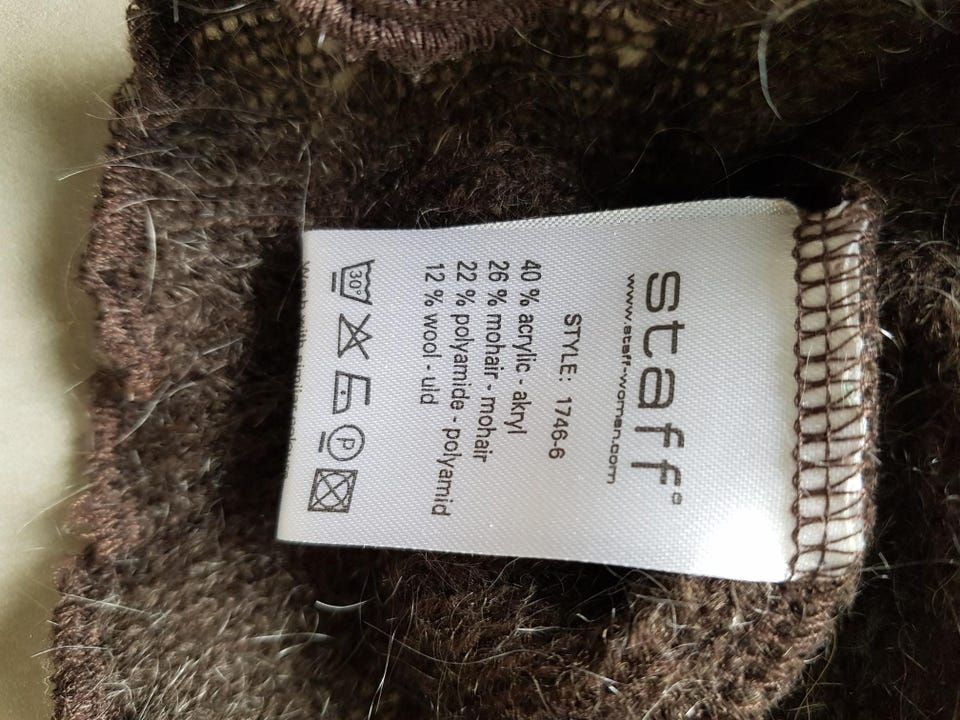 staff°
www.staff-woman.com
STYLE: 1746-6
40 % acrylic - akryl
26 % mohair - mohair
22 % polyamide - polyamid
12 % wool - uld
30° P